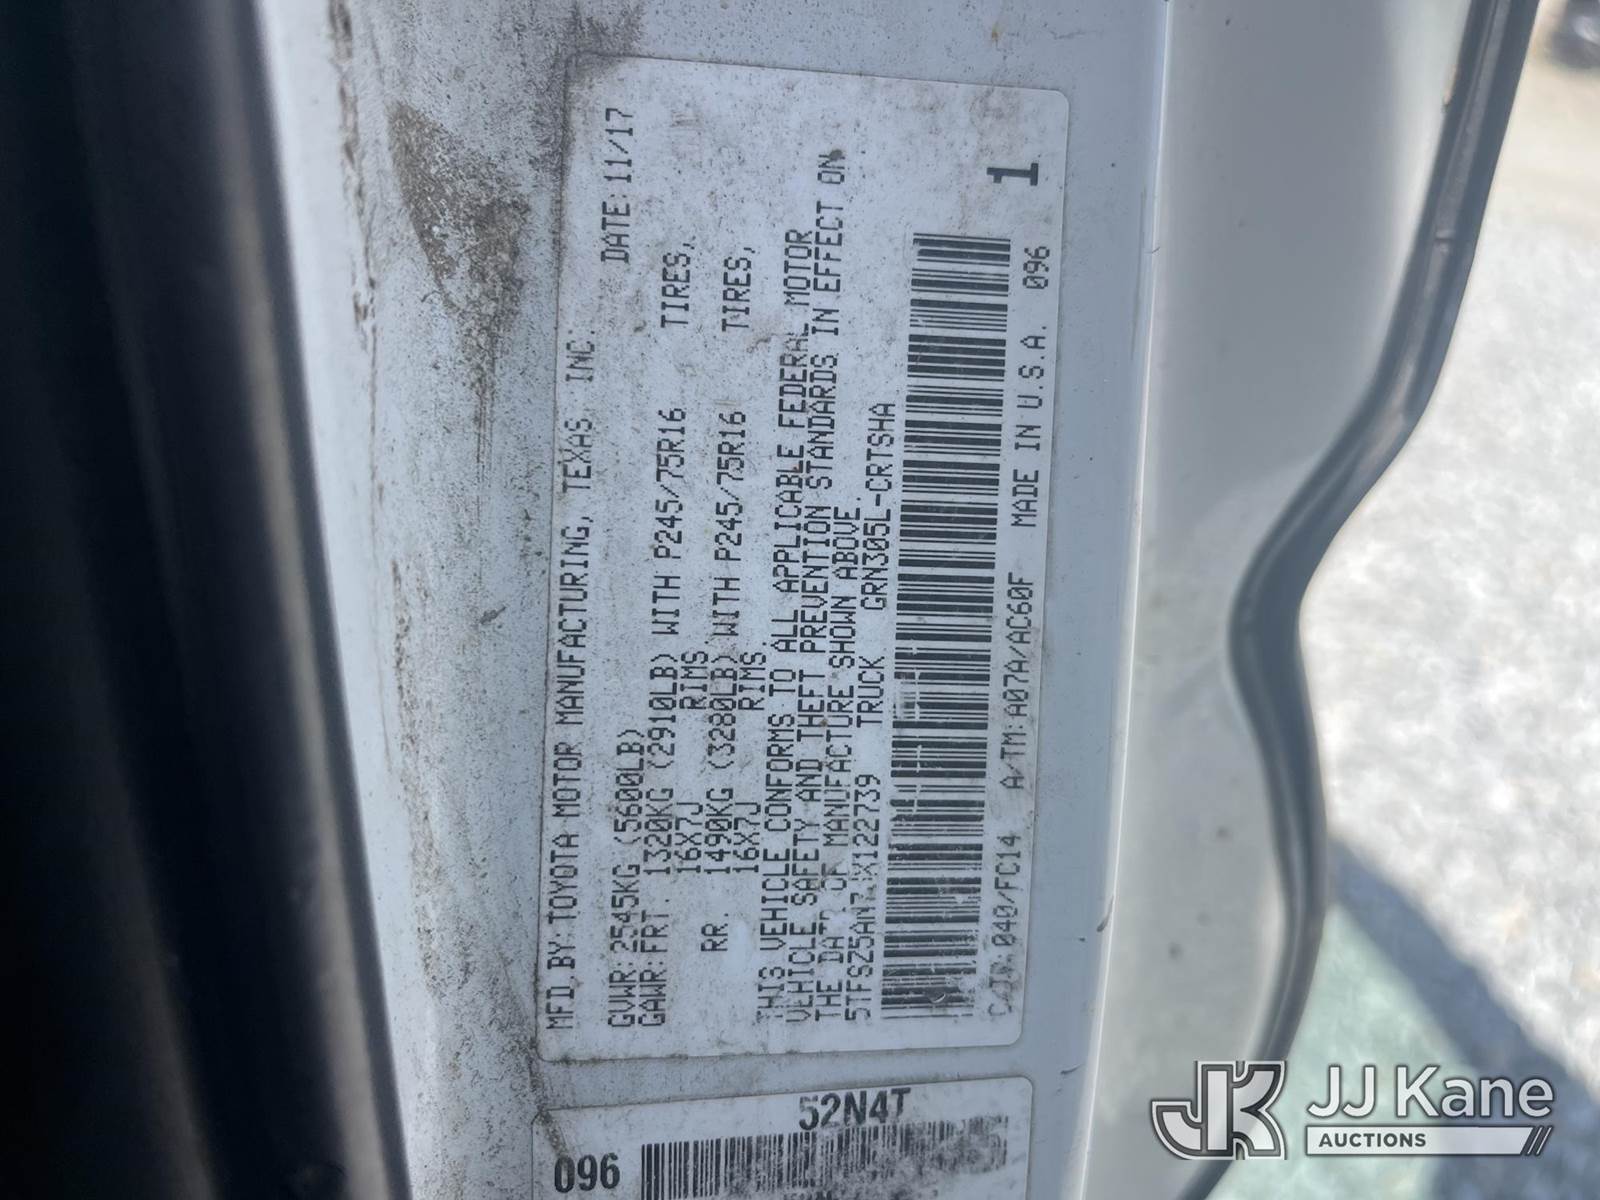 MFD. BY: TOYOTA MOTOR MANUFACTURING, TEXAS INC.
DATE: 11/17
GVWR: 2545KG (5600LB)
GAWR: FRT. 1320KG (2910LB) WITH P245/75R16 TIRES,
16X7J RIMS
RR. 1490KG (3280LB) WITH P245/75R16 TIRES,
16X7J RIMS
THIS VEHICLE CONFORMS TO ALL APPLICABLE FEDERAL MOTOR
VEHICLE SAFETY AND THEFT PREVENTION STANDARDS IN EFFECT ON
THE DATE OF MANUFACTURE SHOWN ABOVE.
TRUCK GRN305L-CRTSHA
1
C/TR: 040/FC14 A/TM: A07A/AC60F MADE IN U.S.A. 096
52N4T
096
JK JJ Kane
AUCTIONS